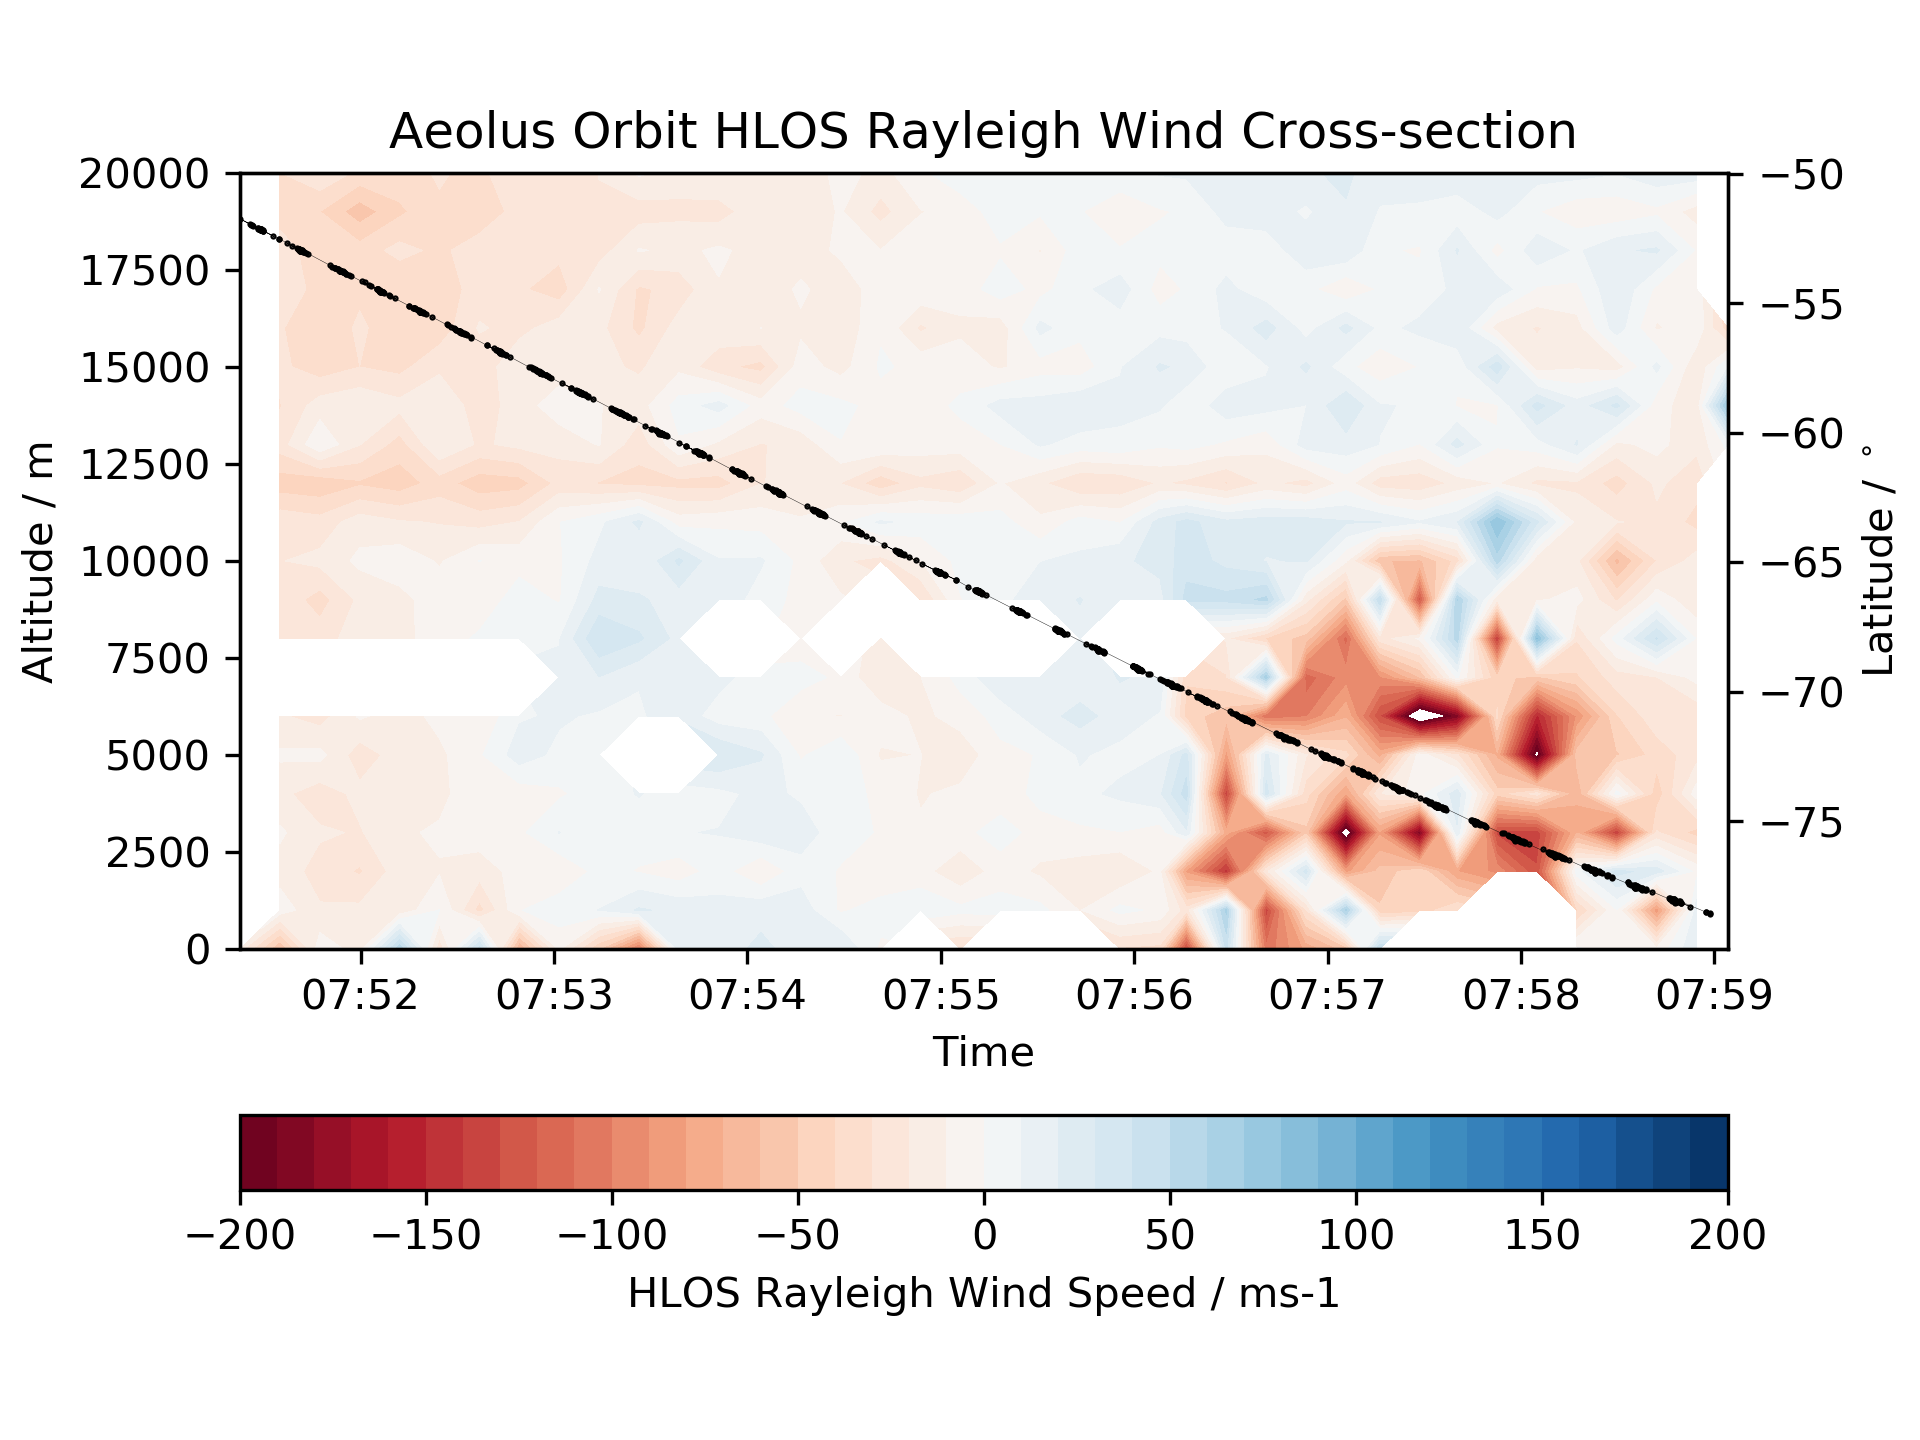 Aeolus Orbit HLOS Rayleigh Wind Cross-section
20000
17500
15000
12500
10000
7500
5000
2500
0
Altitude / m
−50
−55
−60
−65
−70
−75
Latitude / °
07:52 07:53 07:54 07:55 07:56 07:57 07:58 07:59
Time
−200 −150 −100 −50 0 50 100 150 200
HLOS Rayleigh Wind Speed / ms-1